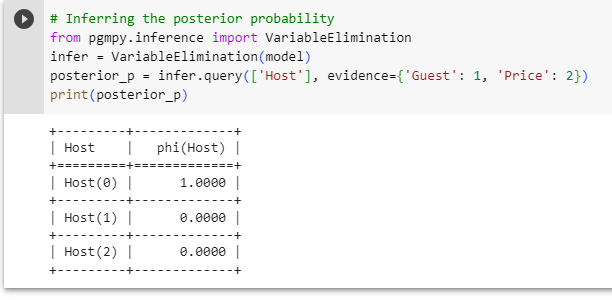 # Inferring the posterior probability
from pgmpy.inference import VariableElimination
infer = VariableElimination(model)
posterior_p = infer.query(['Host'], evidence={'Guest': 1, 'Price': 2})
print(posterior_p)
+---------+-------------+
| Host    |   phi(Host) |
+=========+=============+
| Host(0) |      1.0000 |
+---------+-------------+
| Host(1) |      0.0000 |
+---------+-------------+
| Host(2) |      0.0000 |
+---------+-------------+